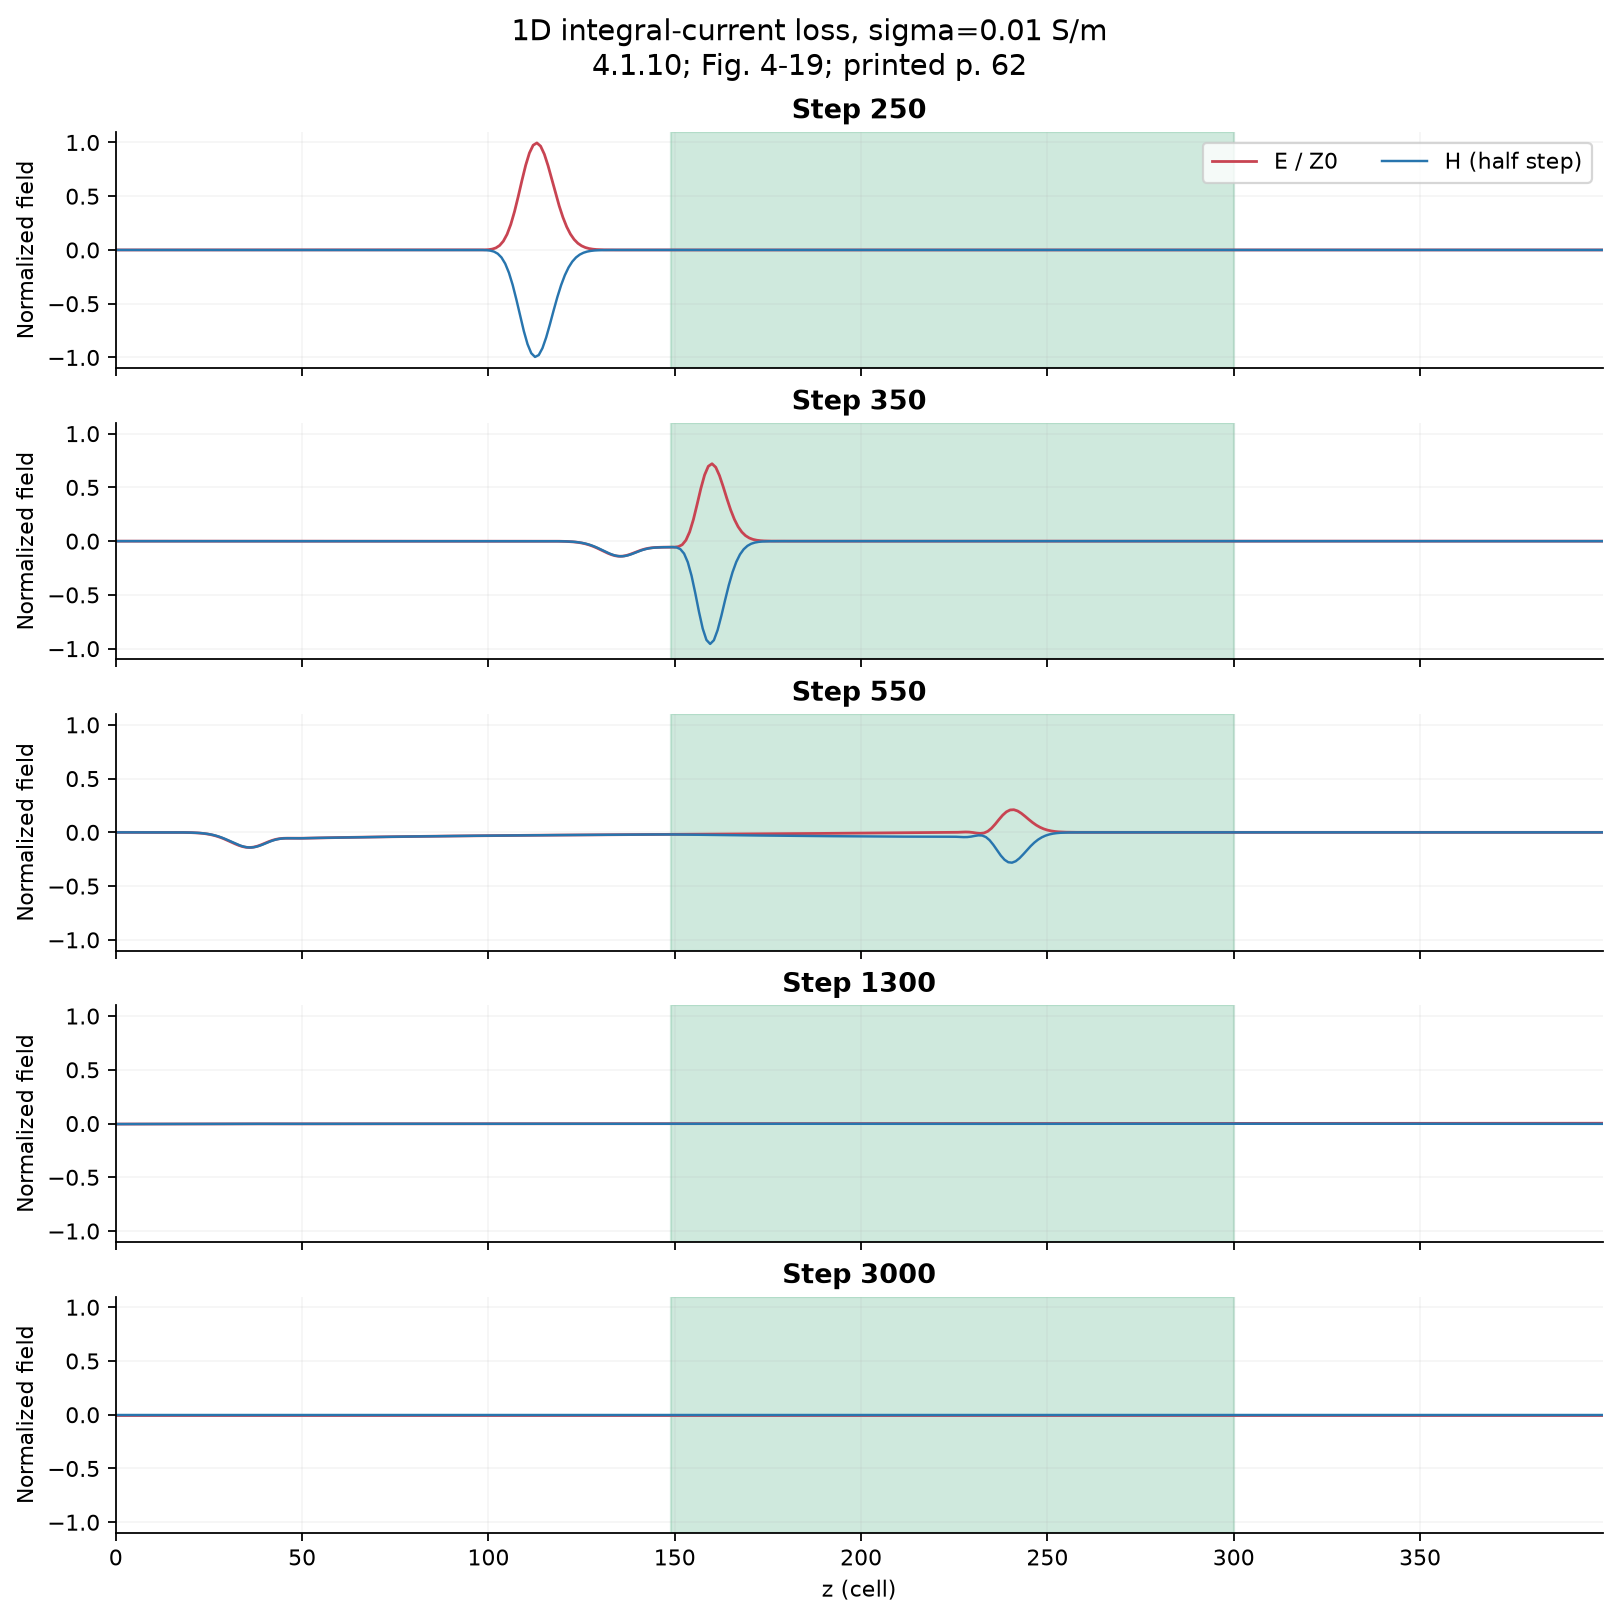 1D integral-current loss, sigma=0.01 S/m
4.1.10; Fig. 4-19; printed p. 62
Step 250
Normalized field
1.0
0.5
0.0
−0.5
−1.0
E / Z0
H (half step)
Step 350
Normalized field
1.0
0.5
0.0
−0.5
−1.0
Step 550
Normalized field
1.0
0.5
0.0
−0.5
−1.0
Step 1300
Normalized field
1.0
0.5
0.0
−0.5
−1.0
Step 3000
Normalized field
1.0
0.5
0.0
−0.5
−1.0
0 50 100 150 200 250 300 350
z (cell)